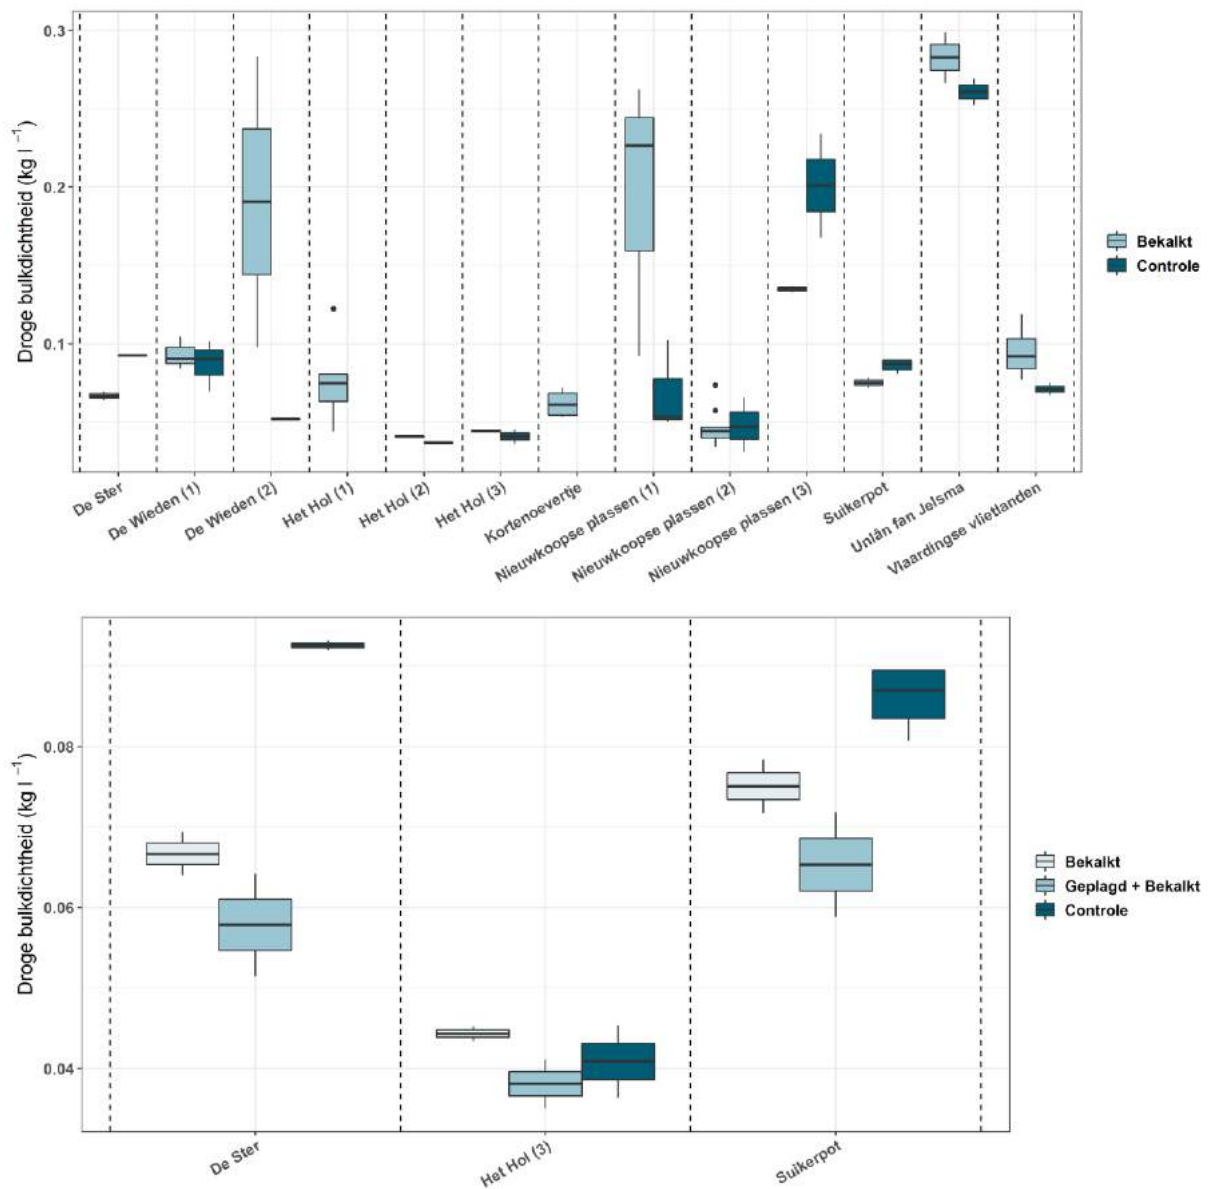 Droge bulkdichtheid (kg l⁻¹)
0.3
0.2
0.1
De Ster
De Wieden (1)
De Wieden (2)
Het Hol (1)
Het Hol (2)
Het Hol (3)
Kortenoevertje
Nieuwkoopse plassen (1)
Nieuwkoopse plassen (2)
Nieuwkoopse plassen (3)
Suikerpot
Unlân fan Jelsma
Vlaardingse vlietlanden
Bekalkt
Controle
Droge bulkdichtheid (kg l⁻¹)
0.08
0.06
0.04
De Ster
Het Hol (3)
Suikerpot
Bekalkt
Geplagd + Bekalkt
Controle